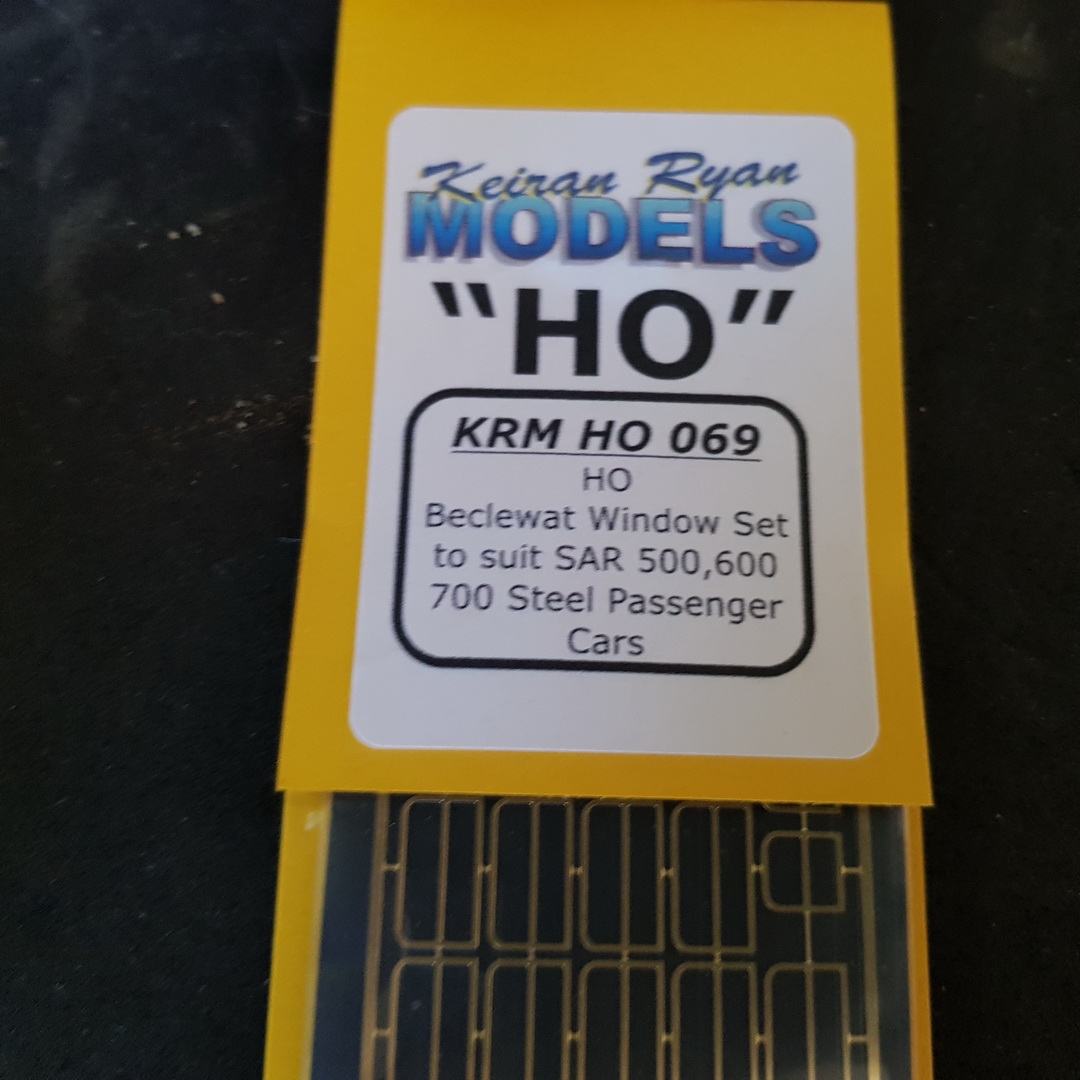 Keiran Ryan
MODELS
"HO"
KRM HO 069
HO
Beclewat Window Set
to suit SAR 500,600
700 Steel Passenger
Cars